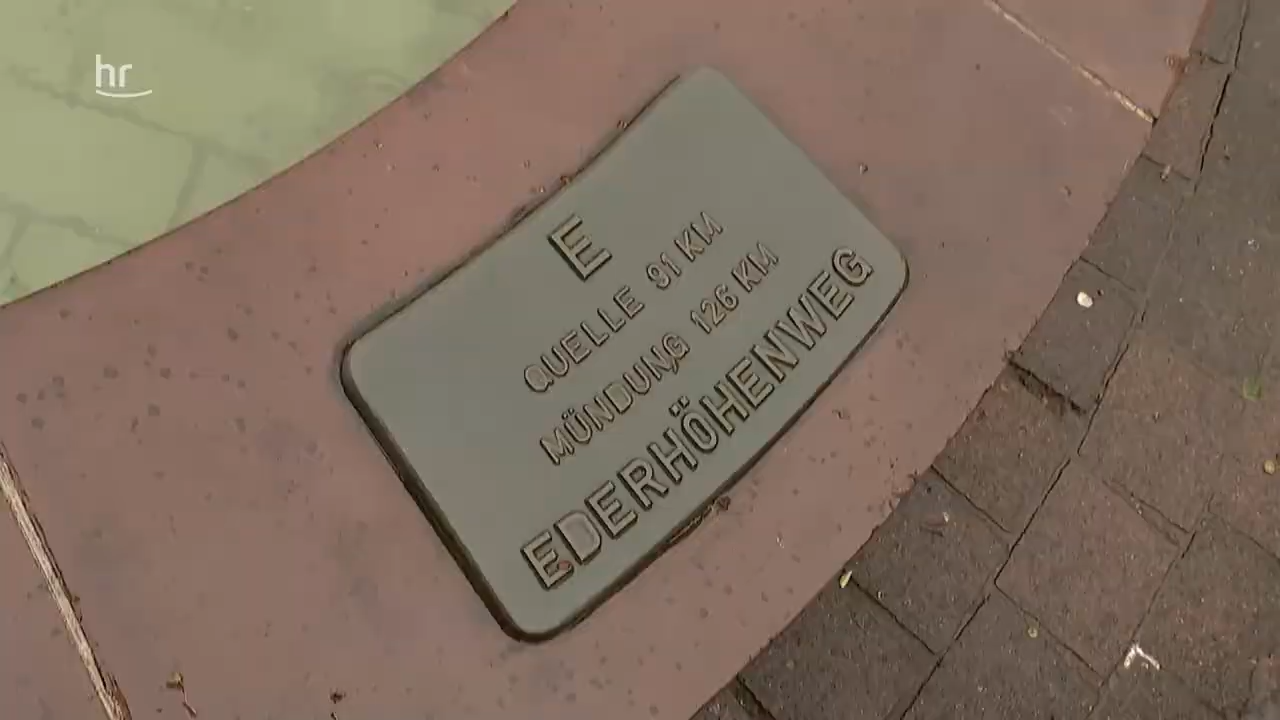 hr
E
QUELLE 91 KM
MÜNDUNG 126 KM
EDERHÖHENWEG